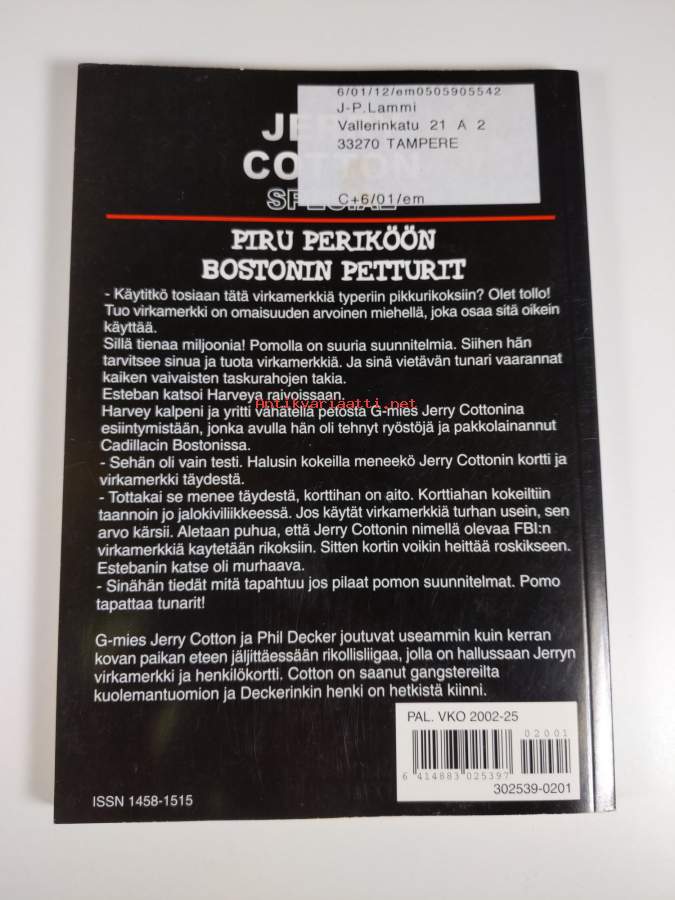 6/01/12/em0505905542
J-P.Lammi
Vallerinkatu 21 A 2
33270 TAMPERE
C+6/01/em
COTTON
PIRU PERIKÖÖN
BOSTONIN PETTURIT
- Käytitkö tosiaan tätä virkamerkkiä typeriin pikkurikoksiin? Olet tollo!
Tuo virkamerkki on omaisuuden arvoinen miehellä, joka osaa sitä oikein
käyttää.
Sillä tienaa miljoonia! Pomolla on suuria suunnitelmia. Siihen hän
tarvitsee sinua ja tuota virkamerkkiä. Ja sinä vietävän tunari vaarannat
kaiken vaivaisten taskurahojen takia.
Esteban katsoi Harveya raivoissaan.
Antikvariaatti.net
Harvey kalpeni ja yritti vähätellä petosta G-mies Jerry Cottonina
esiintymistään, jonka avulla hän oli tehnyt ryöstöjä ja pakkolainannut
Cadillacin Bostonissa.
- Sehän oli vain testi. Halusin kokeilla meneekö Jerry Cottonin kortti ja
virkamerkki täydestä.
- Tottakai se menee täydestä, korttihan on aito. Korttiahan kokeiltiin
taannoin jo jalokiviliikkeessä. Jos käytät virkamerkkiä turhan usein, sen
arvo kärsii. Aletaan puhua, että Jerry Cottonin nimellä olevaa FBI:n
virkamerkkiä kaytetään rikoksiin. Sitten kortin voikin heittää roskikseen.
Estebanin katse oli murhaava.
- Sinähän tiedät mitä tapahtuu jos pilaat pomon suunnitelmat. Pomo
tapattaa tunarit!
G-mies Jerry Cotton ja Phil Decker joutuvat useammin kuin kerran
kovan paikan eteen jäljittäessään rikollisliigaa, jolla on hallussaan Jerryn
virkamerkki ja henkilökortti. Cotton on saanut gangstereilta
kuolemantuomion ja Deckerinkin henki on hetkistä kiinni.
PAL. VKO 2002-25
02001
6 414883 025397
302539-0201
ISSN 1458-1515